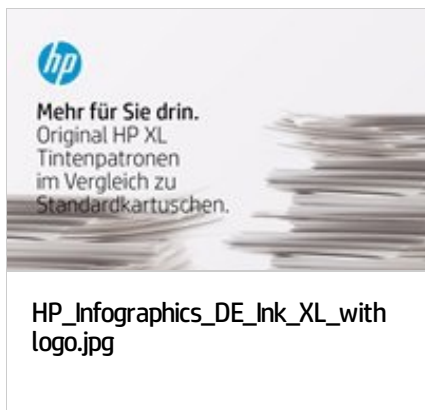 hp
Mehr für Sie drin.
Original HP XL
Tintenpatronen
im Vergleich zu
Standardkartuschen.
HP_Infographics_DE_Ink_XL_with
logo.jpg